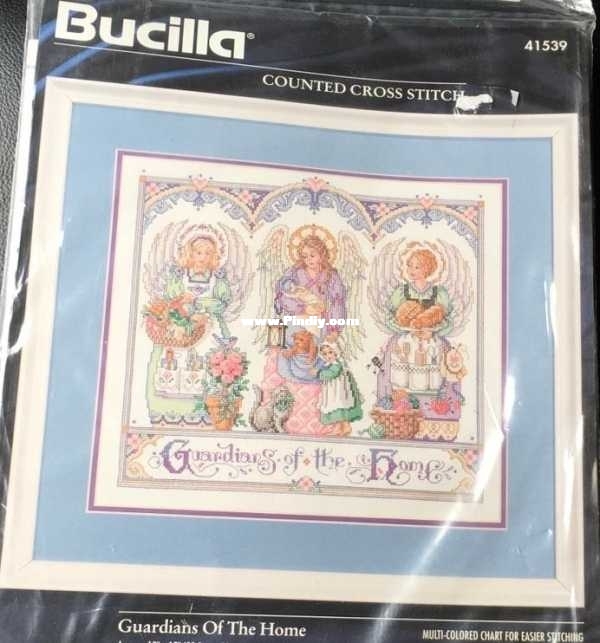 Bucilla®
41539
COUNTED CROSS STITCH
www.Pindiy.com
Guardians of the Home
Guardians Of The Home
MULTI-COLORED CHART FOR EASIER STITCHING